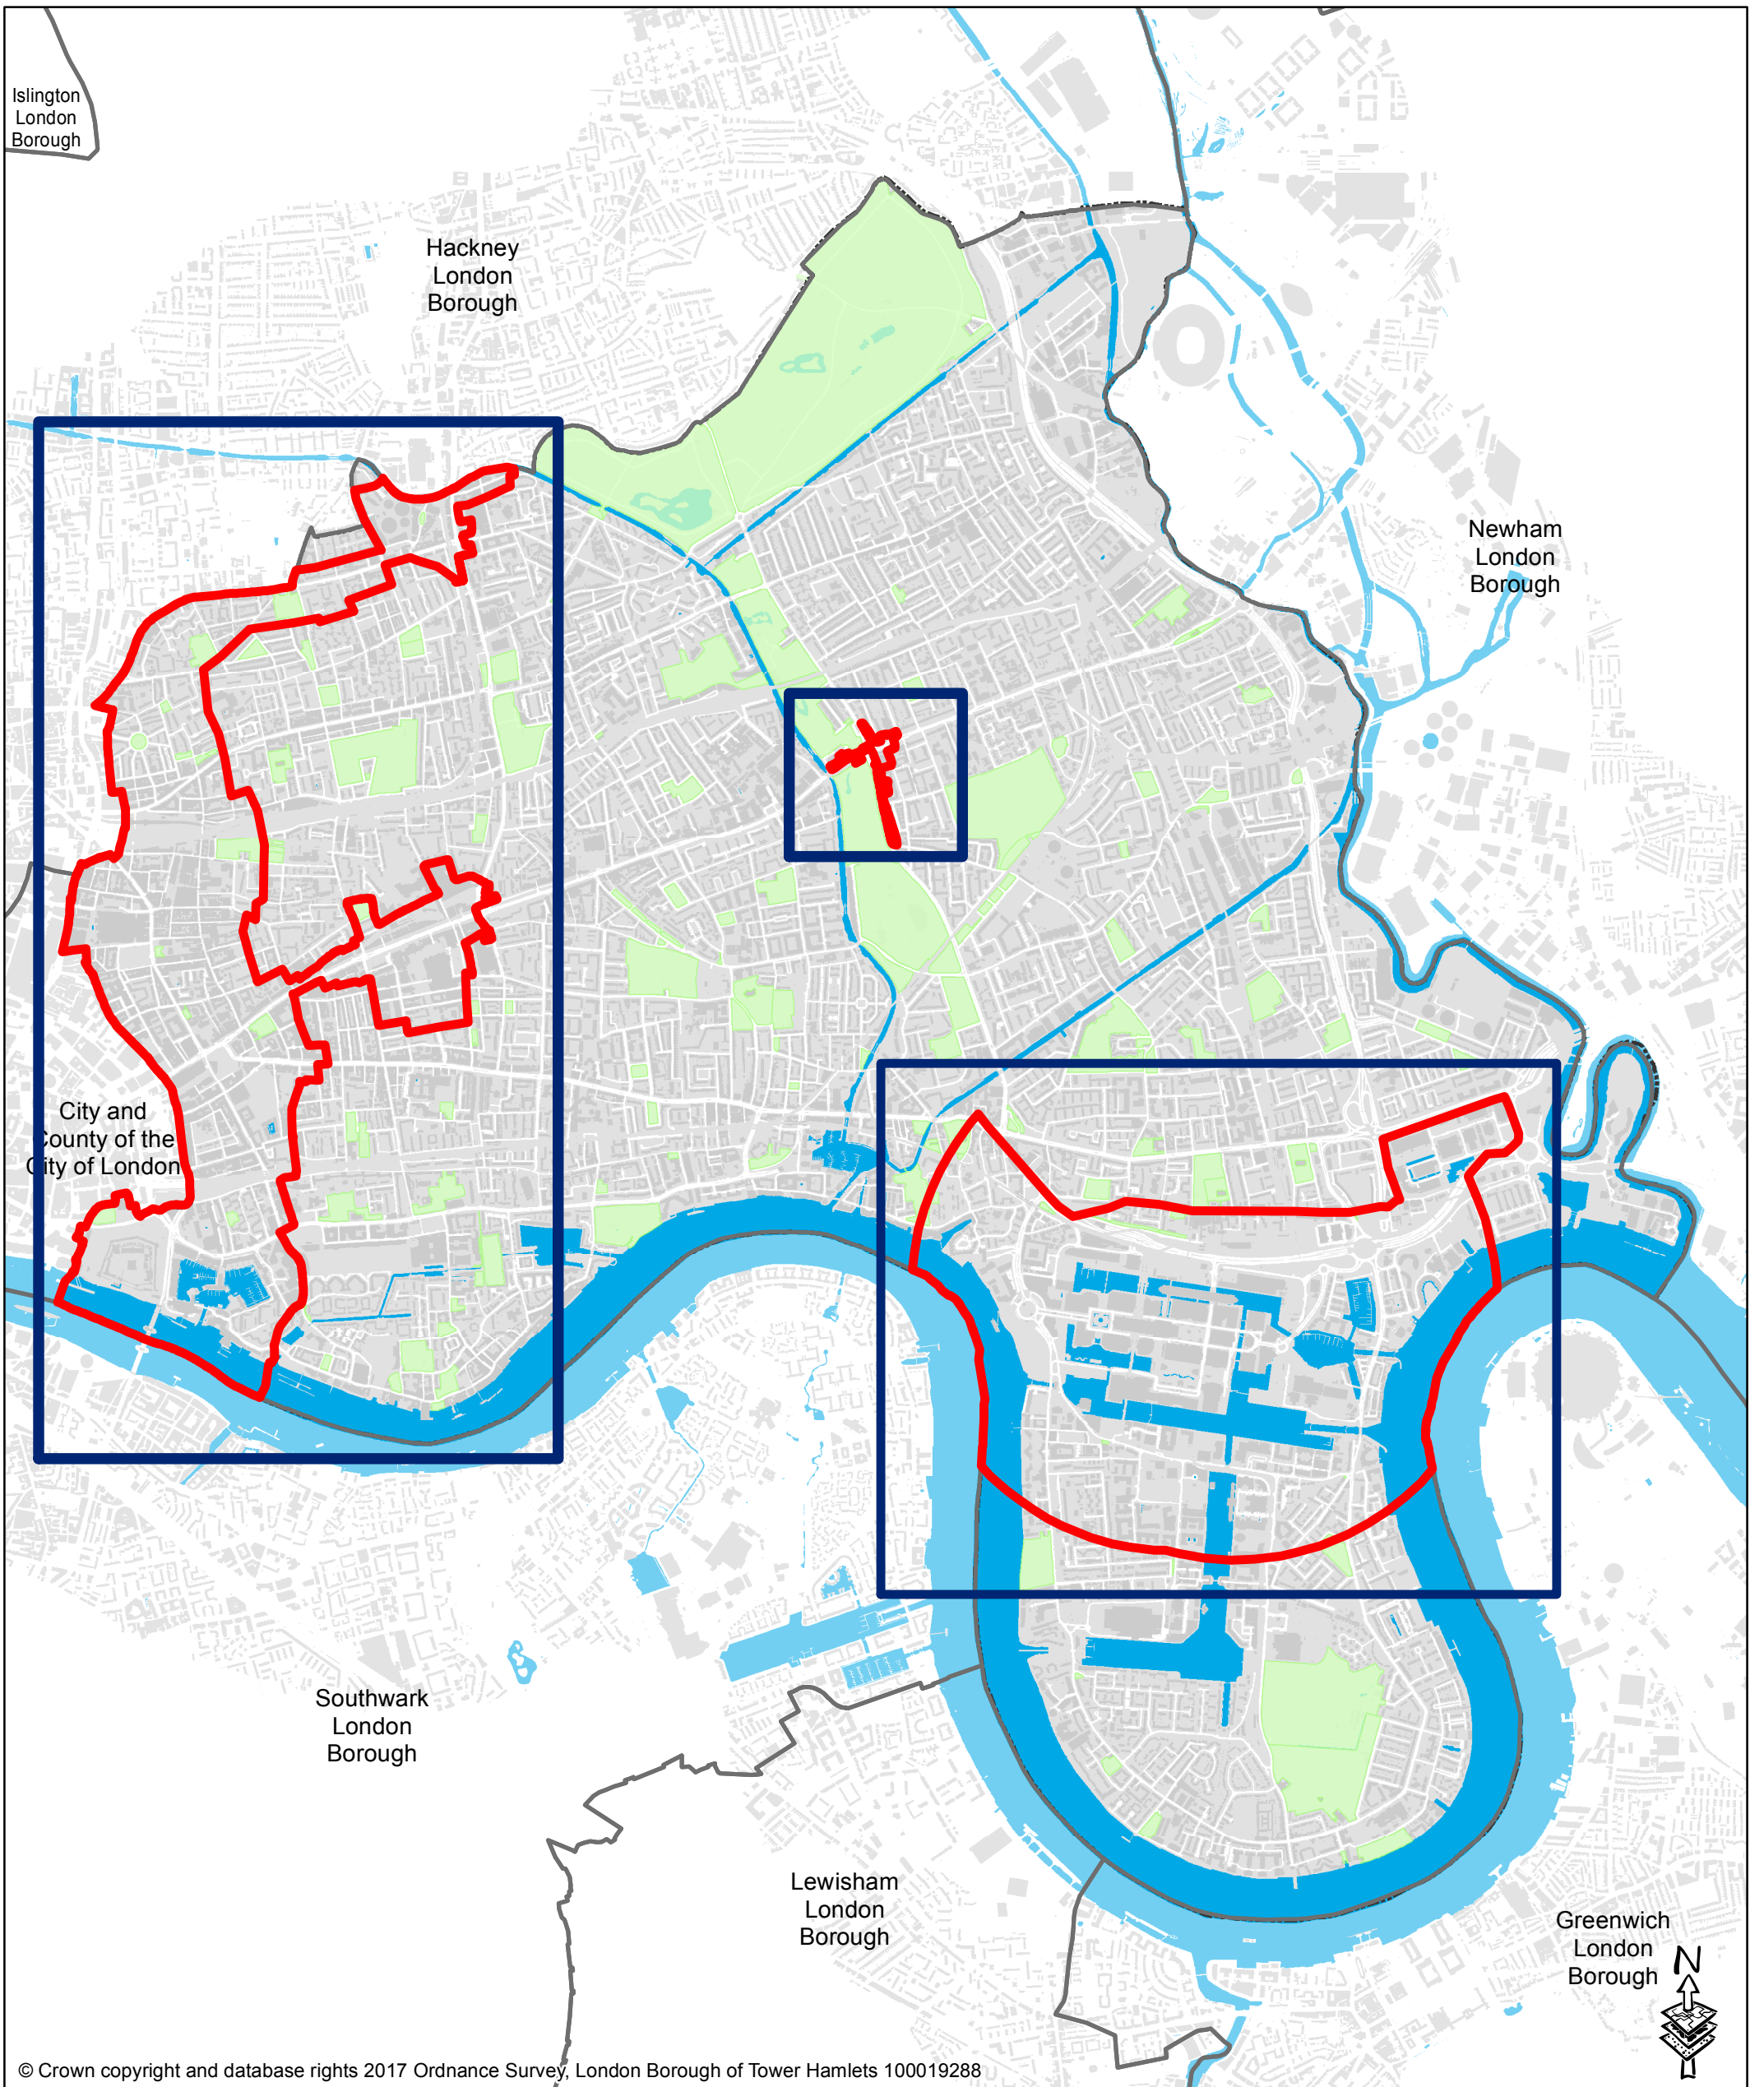 Islington
London
Borough
Hackney
London
Borough
Newham
London
Borough
City and
County of the
City of London
Southwark
London
Borough
Lewisham
London
Borough
Greenwich
London
Borough
N
© Crown copyright and database rights 2017 Ordnance Survey, London Borough of Tower Hamlets 100019288